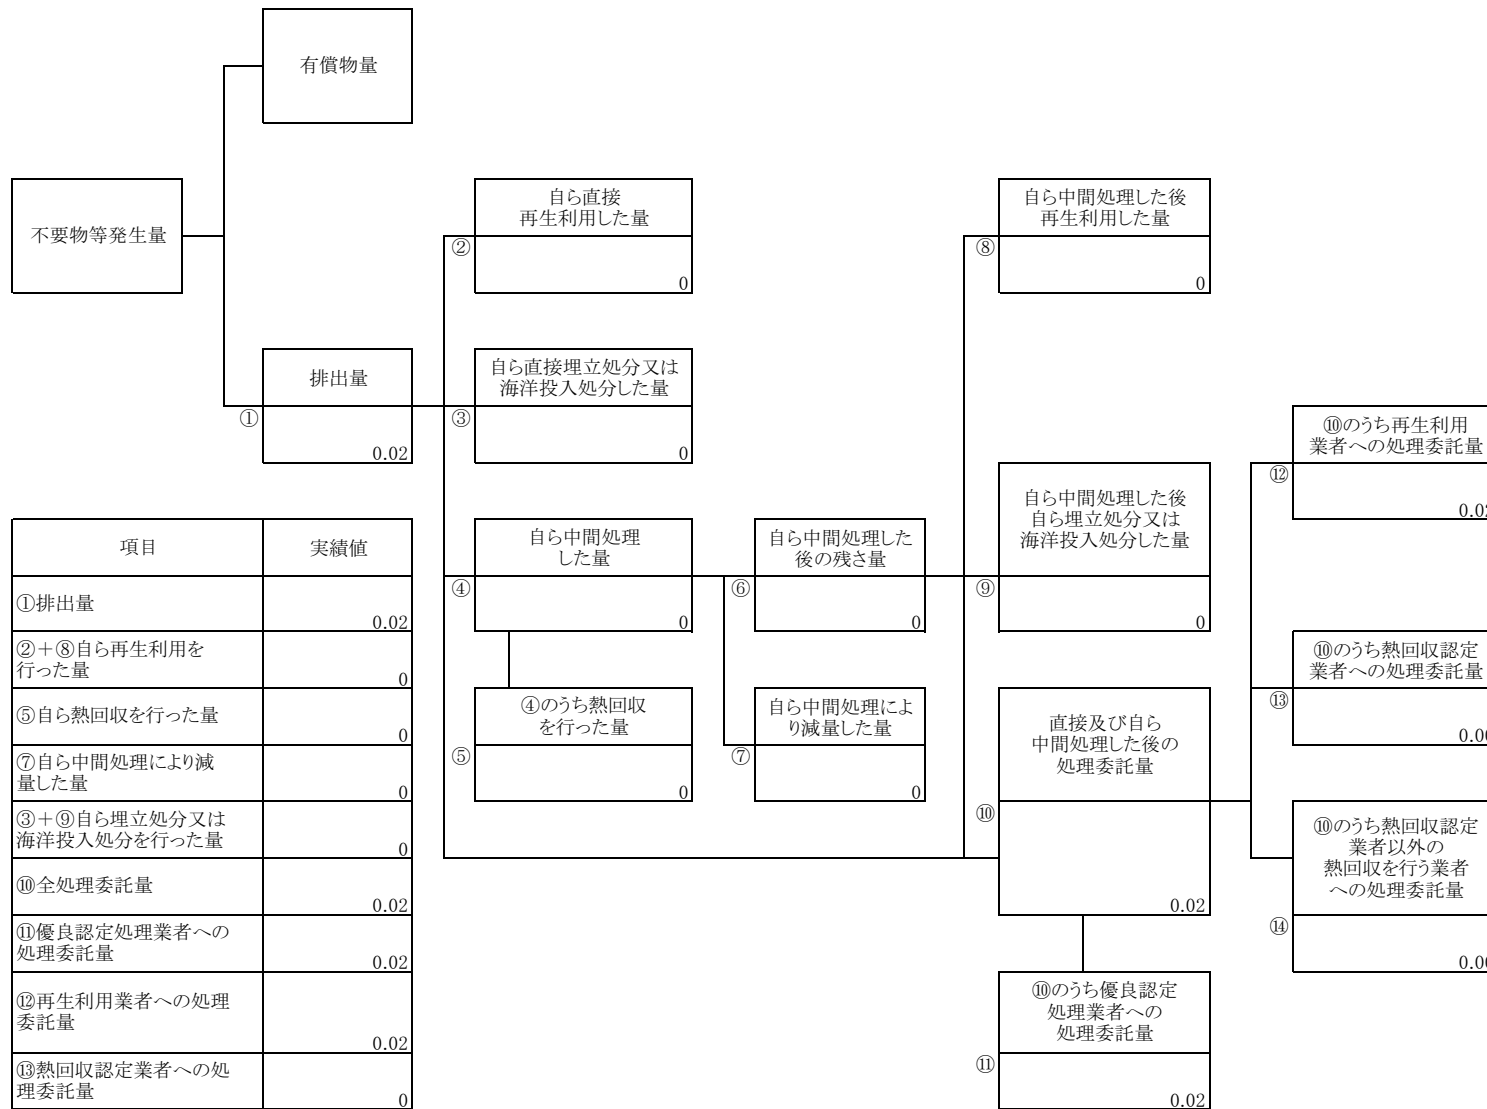 有償物量
不要物等発生量
自ら直接
再生利用した量
②
0
自ら中間処理した後
再生利用した量
⑧
0
排出量
①
0.02
自ら直接埋立処分又は
海洋投入処分した量
③
0
⑩のうち再生利用
業者への処理委託量
⑫
自ら中間処理
した量
④
0
自ら中間処理した
後の残さ量
⑥
0
自ら中間処理した後
自ら埋立処分又は
海洋投入処分した量
⑨
0
④のうち熱回収
を行った量
⑤
0
自ら中間処理によ
り減量した量
⑦
0
直接及び自ら
中間処理した後の
処理委託量
⑩
0.02
⑩のうち熱回収認定
業者への処理委託量
⑬
⑩のうち熱回収認定
業者以外の
熱回収を行う業者
への処理委託量
⑭
⑩のうち優良認定
処理業者への
処理委託量
⑪
0.02
項目
実績値
①排出量
0.02
②＋⑧自ら再生利用を
行った量
0
⑤自ら熱回収を行った量
0
⑦自ら中間処理により減
量した量
0
③＋⑨自ら埋立処分又は
海洋投入処分を行った量
0
⑩全処理委託量
0.02
⑪優良認定処理業者への
処理委託量
0.02
⑫再生利用業者への処理
委託量
0.02
⑬熱回収認定業者への処
理委託量
0